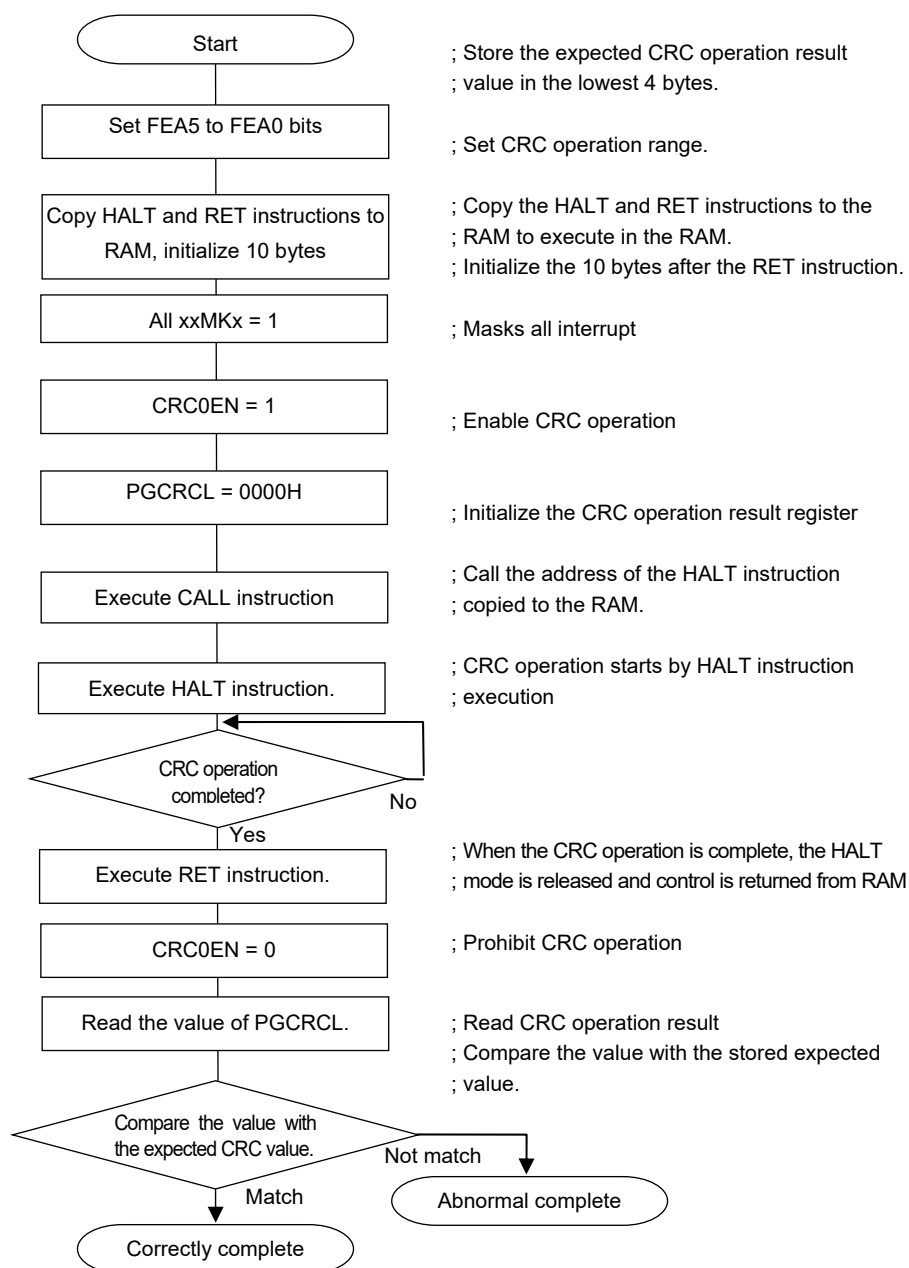 Start
; Store the expected CRC operation result
; value in the lowest 4 bytes.
Set FEA5 to FEA0 bits
; Set CRC operation range.
Copy HALT and RET instructions to
RAM, initialize 10 bytes
; Copy the HALT and RET instructions to the
; RAM to execute in the RAM.
; Initialize the 10 bytes after the RET instruction.
All xxMKx = 1
; Masks all interrupt
CRC0EN = 1
; Enable CRC operation
PGCRCL = 0000H
; Initialize the CRC operation result register
Execute CALL instruction
; Call the address of the HALT instruction
; copied to the RAM.
Execute HALT instruction.
; CRC operation starts by HALT instruction
; execution
CRC operation
completed?
No
Yes
Execute RET instruction.
; When the CRC operation is complete, the HALT
; mode is released and control is returned from RAM
CRC0EN = 0
; Prohibit CRC operation
Read the value of PGCRCL.
; Read CRC operation result
; Compare the value with the stored expected
; value.
Compare the value with
the expected CRC value.
Not match
Match
Abnormal complete
Correctly complete